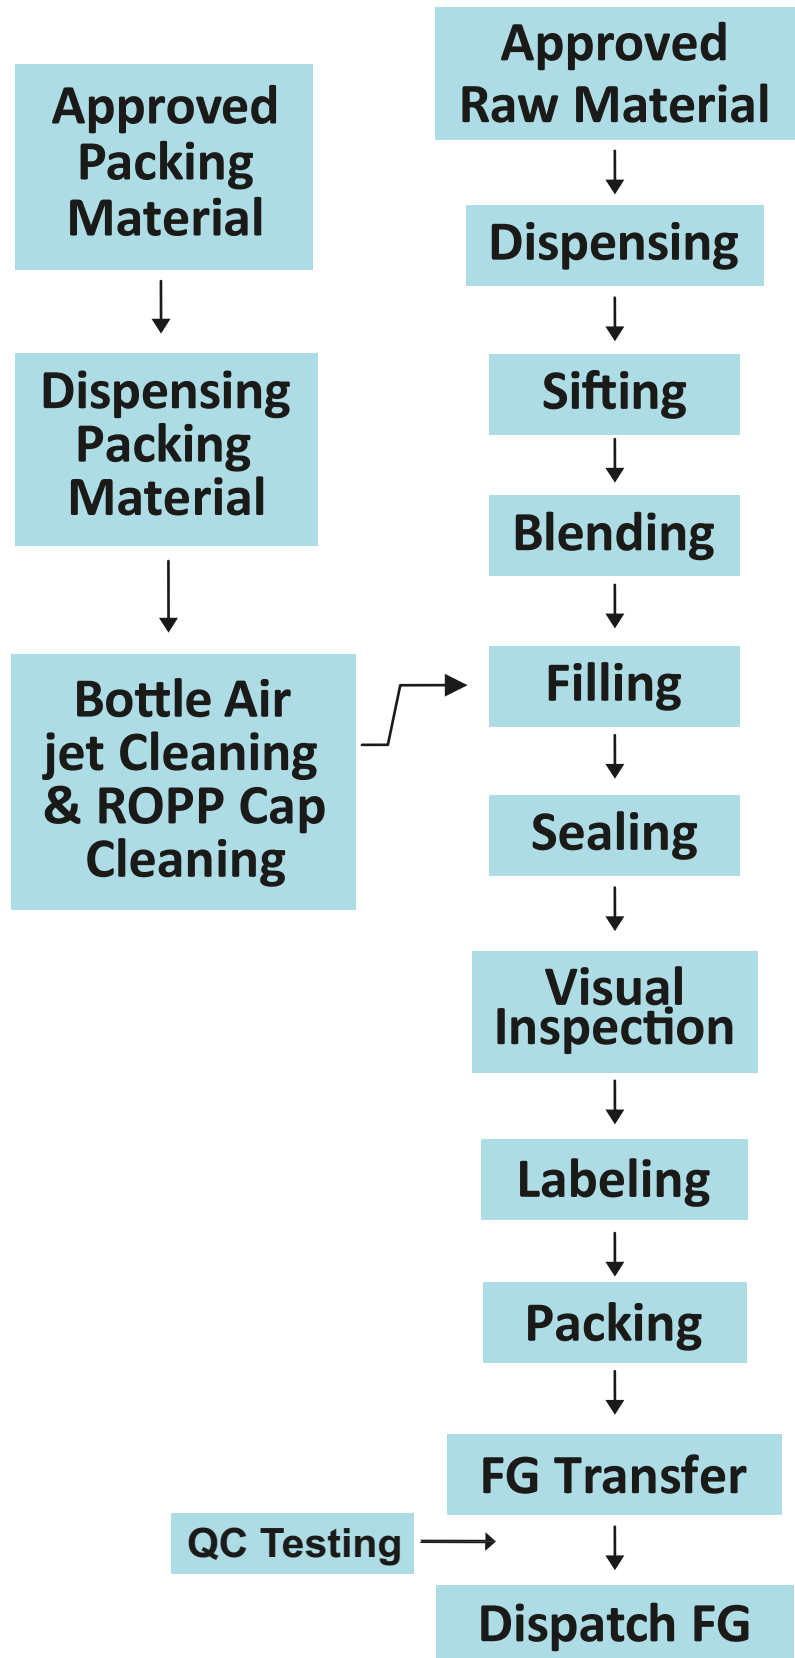 Approved
Packing
Material
Dispensing
Packing
Material
Bottle Air
jet Cleaning
& ROPP Cap
Cleaning
Approved
Raw Material
Dispensing
Sifting
Blending
Filling
Sealing
Visual
Inspection
Labeling
Packing
FG Transfer
QC Testing
Dispatch FG